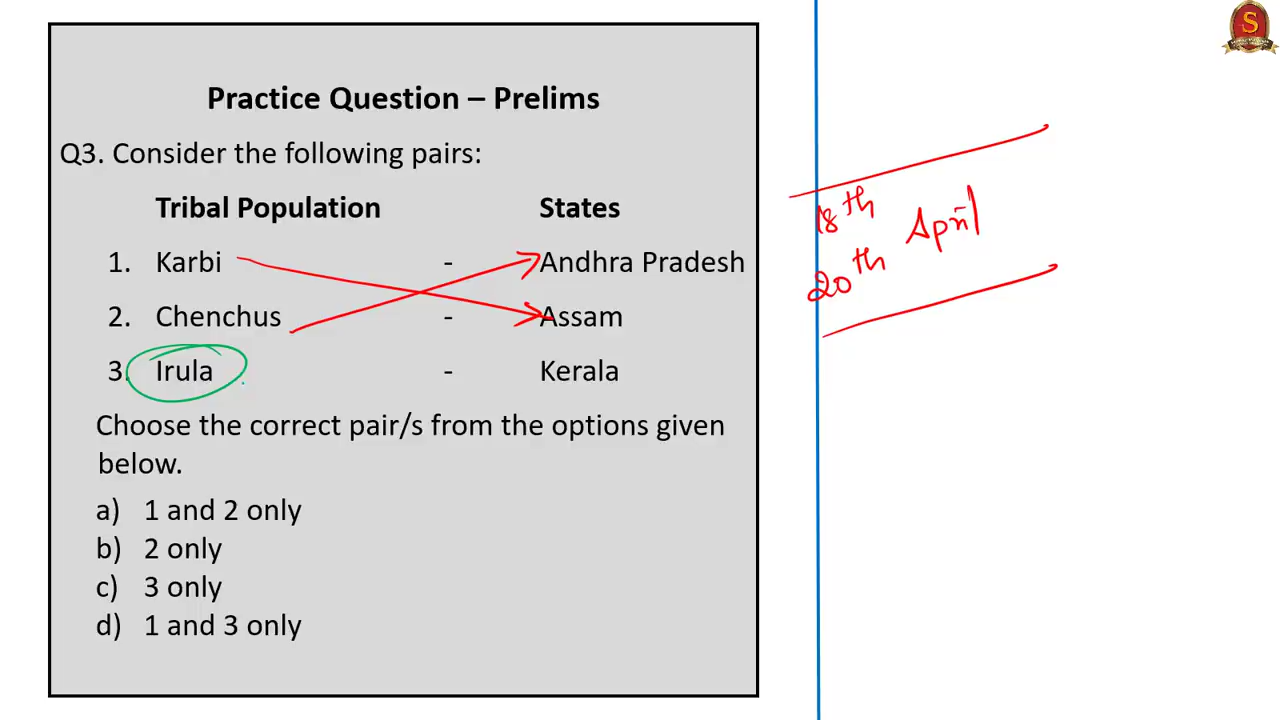 Practice Question – Prelims
Q3. Consider the following pairs:
Tribal Population States
1. Karbi - Andhra Pradesh
2. Chenchus - Assam
3. Irula - Kerala
Choose the correct pair/s from the options given
below.
a) 1 and 2 only
b) 2 only
c) 3 only
d) 1 and 3 only
18th
April
20th
S